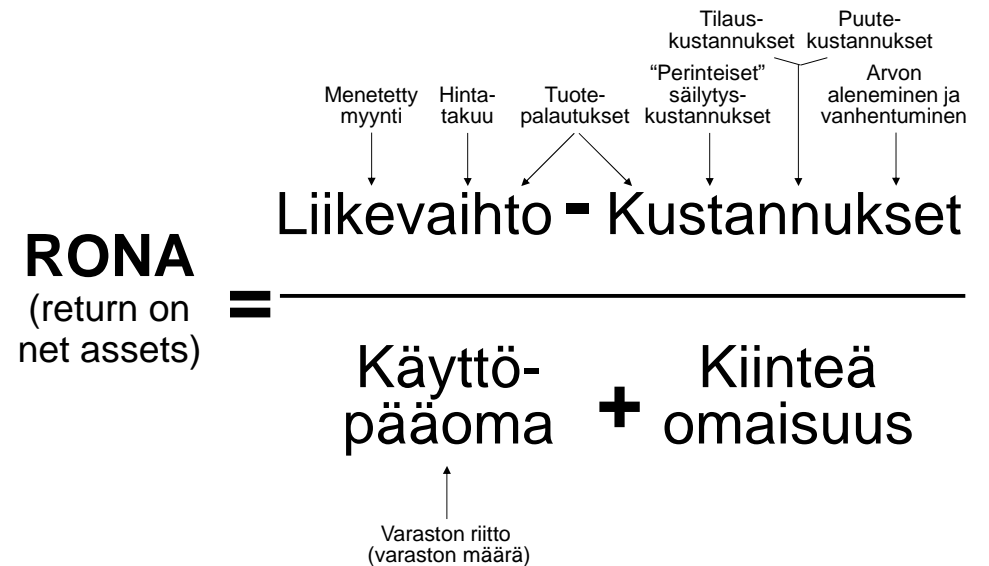 Tilaus-
kustannukset
Puute-
kustannukset
Menetetty
myynti
Hinta-
takuu
Tuote-
palautukset
“Perinteiset”
säilytys-
kustannukset
Arvon
aleneminen ja
vanhentuminen
Liikevaihto - Kustannukset
RONA
(return on
net assets)
=
Käyttö-
pääoma
+
Kiinteä
omaisuus
Varaston riitto
(varaston määrä)